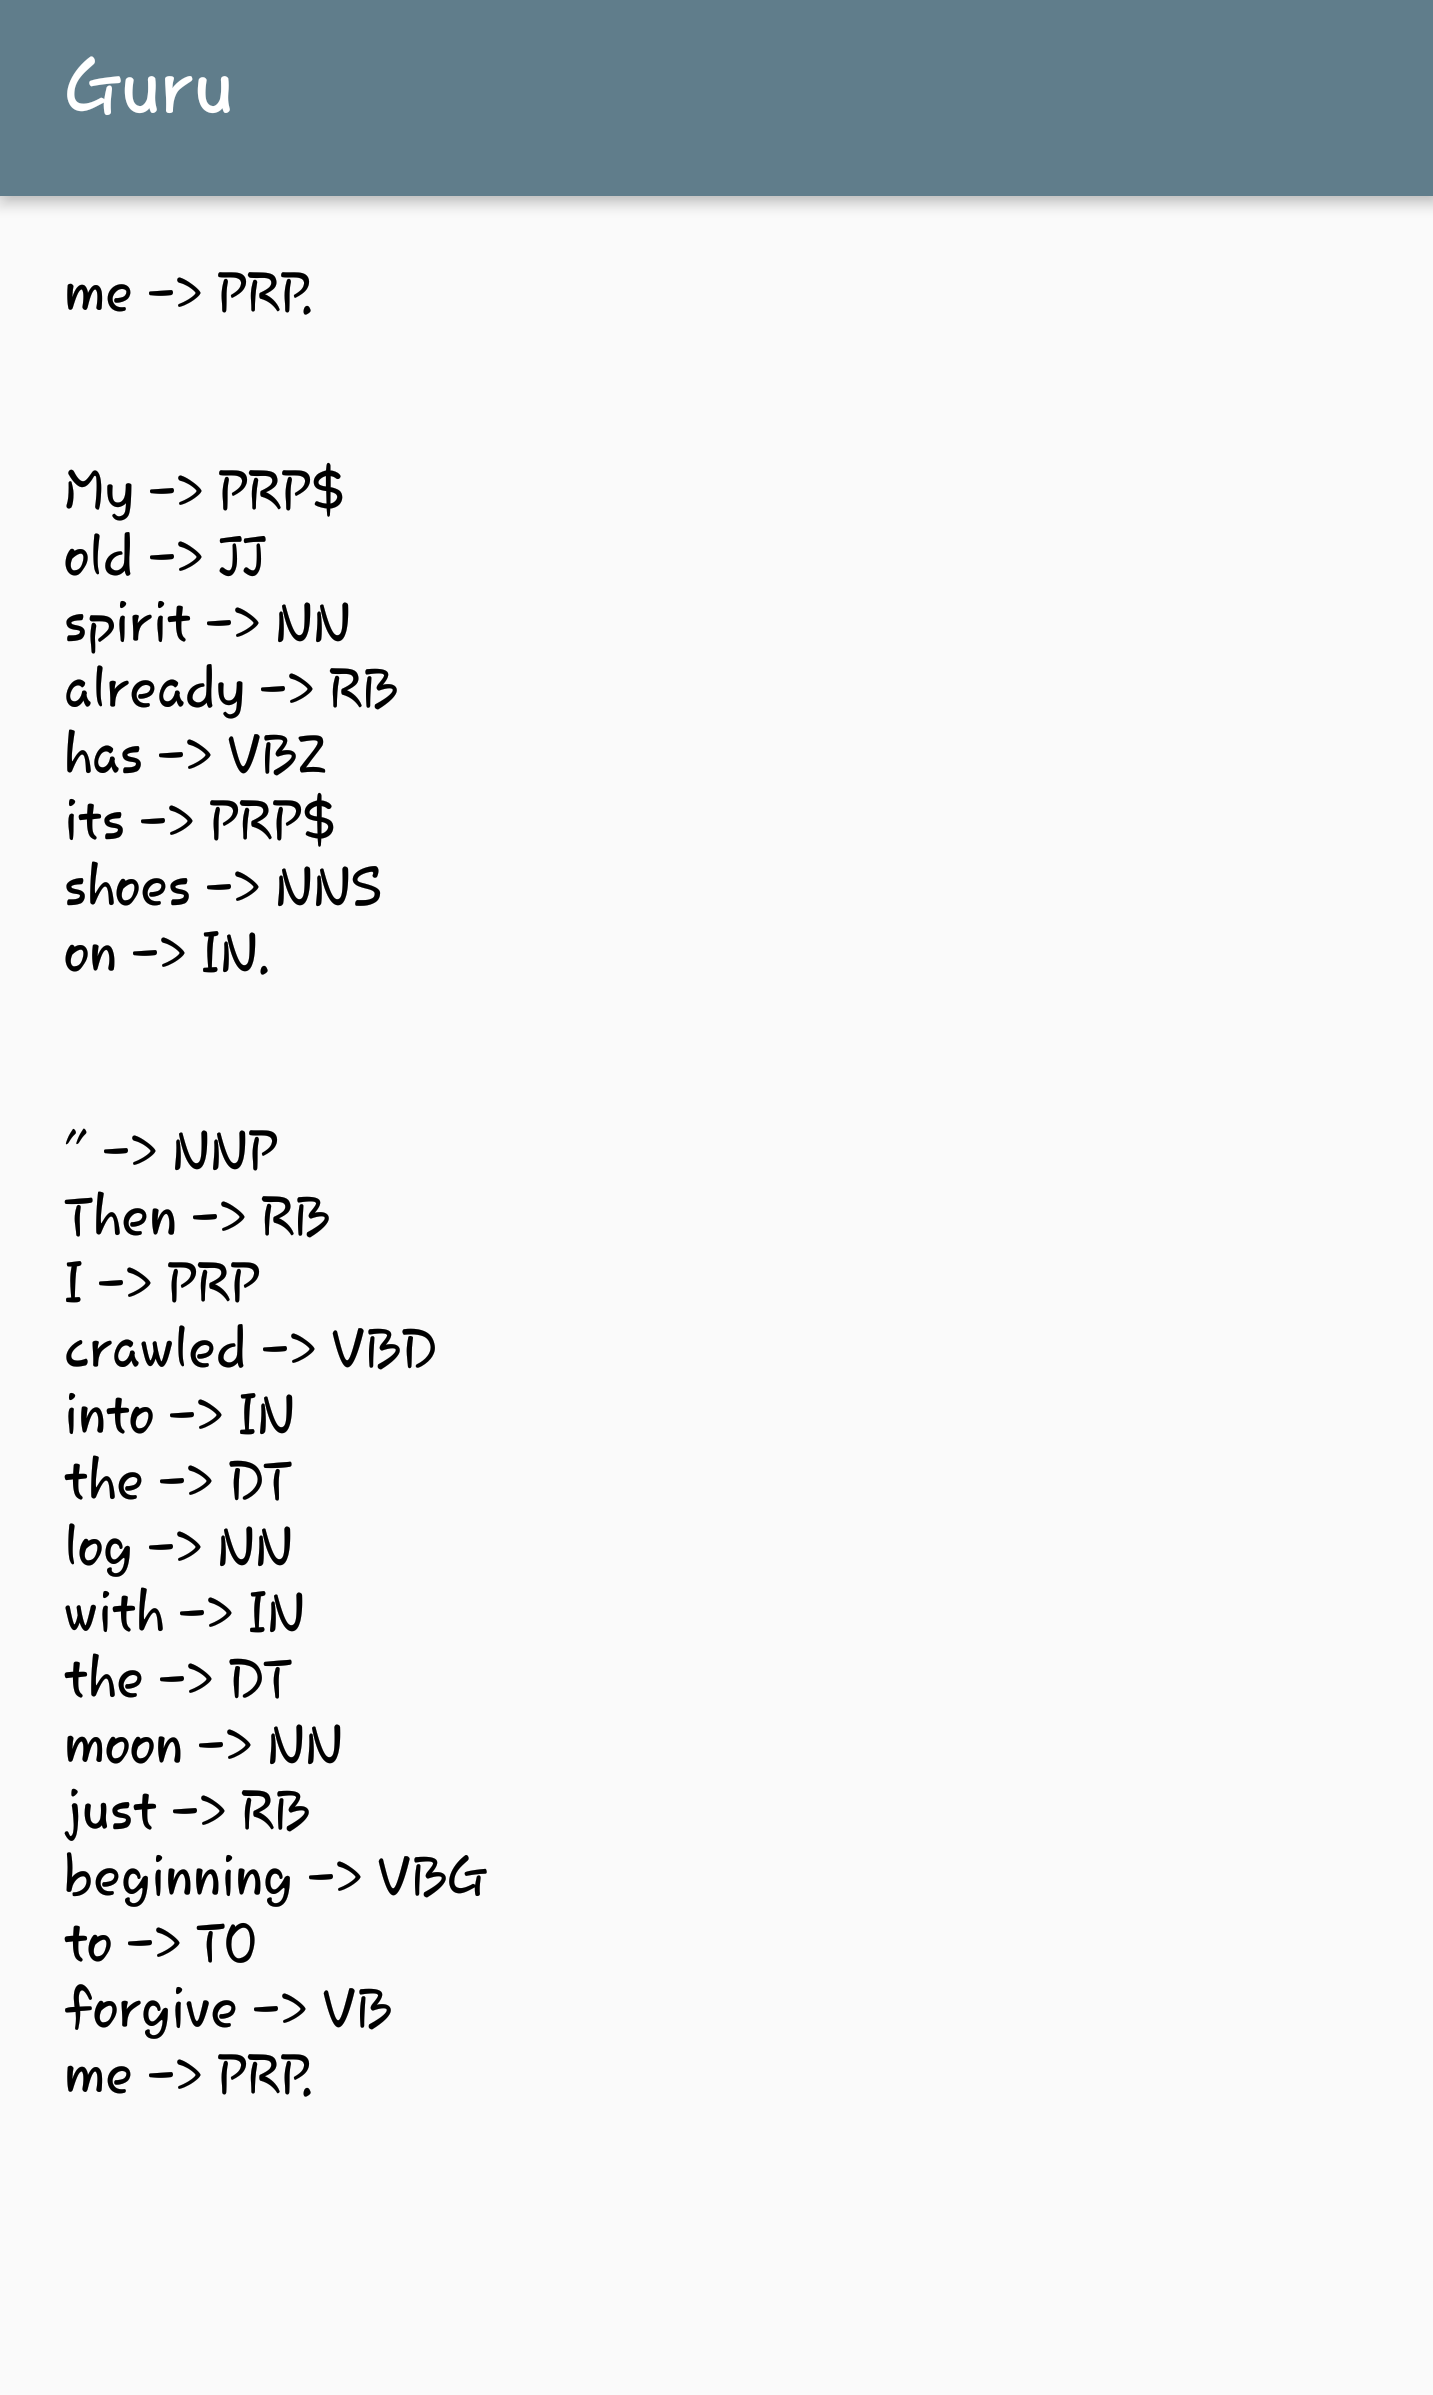 Guru
me -> PRP.
My -> PRP$
old -> JJ
spirit -> NN
already -> RB
has -> VBZ
its -> PRP$
shoes -> NNS
on -> IN.
" -> NNP
Then -> RB
I -> PRP
crawled -> VBD
into -> IN
the -> DT
log -> NN
with -> IN
the -> DT
moon -> NN
just -> RB
beginning -> VBG
to -> TO
forgive -> VB
me -> PRP.